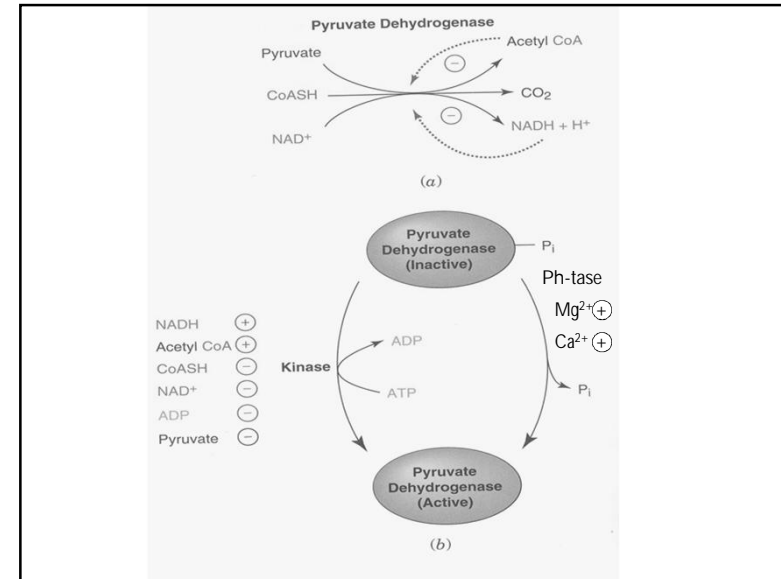 Pyruvate Dehydrogenase
Pyruvate
Acetyl CoA
−
CoASH
CO₂
−
NAD⁺
NADH + H⁺
(a)
Pyruvate
Dehydrogenase
(Inactive)
Pᵢ
Ph-tase
Mg²⁺ +
Ca²⁺ +
NADH +
Acetyl CoA +
CoASH −
NAD⁺ −
ADP −
Pyruvate −
Kinase
ADP
ATP
Pᵢ
Pyruvate
Dehydrogenase
(Active)
(b)